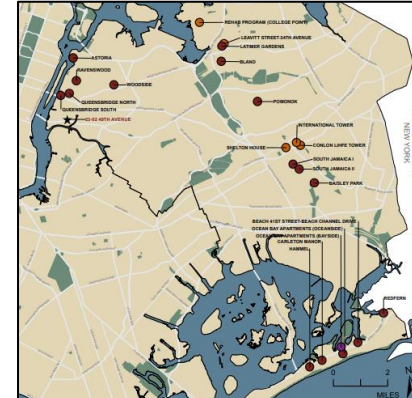 REHAB PROGRAM (COLLEGE POINT)
LEAVITT STREET-34TH AVENUE
LATIMER GARDENS
BLAND
ASTORIA
RAVENSWOOD
WOODSIDE
QUEENSBRIDGE NORTH
QUEENSBRIDGE SOUTH
POMONOK
NEW YORK
INTERNATIONAL TOWER
SHELTON HOUSE
CONLON LIHFE TOWER
SOUTH JAMAICA I
SOUTH JAMAICA II
BAISLEY PARK
BEACH 41ST STREET-BEACH CHANNEL DRIVE
OCEAN BAY APARTMENTS (OCEANSIDE)
OCEAN BAY APARTMENTS (BAYSIDE)
CARLETON MANOR
HAMMEL
REDFERN
0 2
MILES